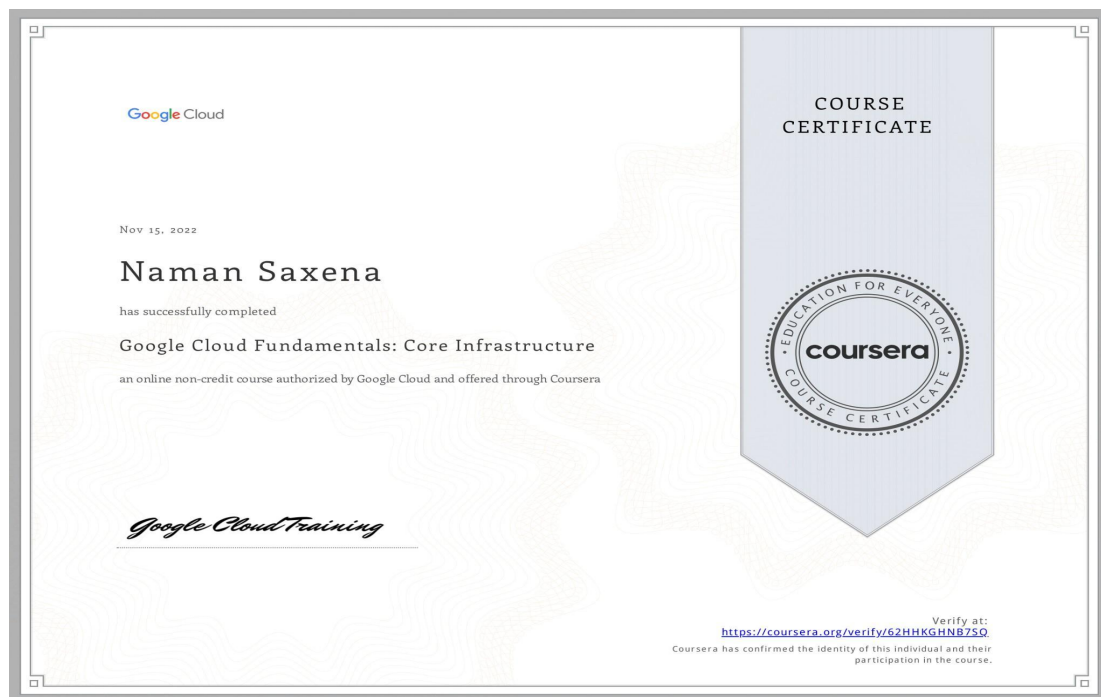 Google Cloud
COURSE
CERTIFICATE
Nov 15, 2022
Naman Saxena
has successfully completed
Google Cloud Fundamentals: Core Infrastructure
an online non-credit course authorized by Google Cloud and offered through Coursera
EDUCATION FOR EVERYONE
coursera
COURSE CERTIFICATE
Google Cloud Training
Verify at:
https://coursera.org/verify/62HHKGHNB7SQ
Coursera has confirmed the identity of this individual and their
participation in the course.